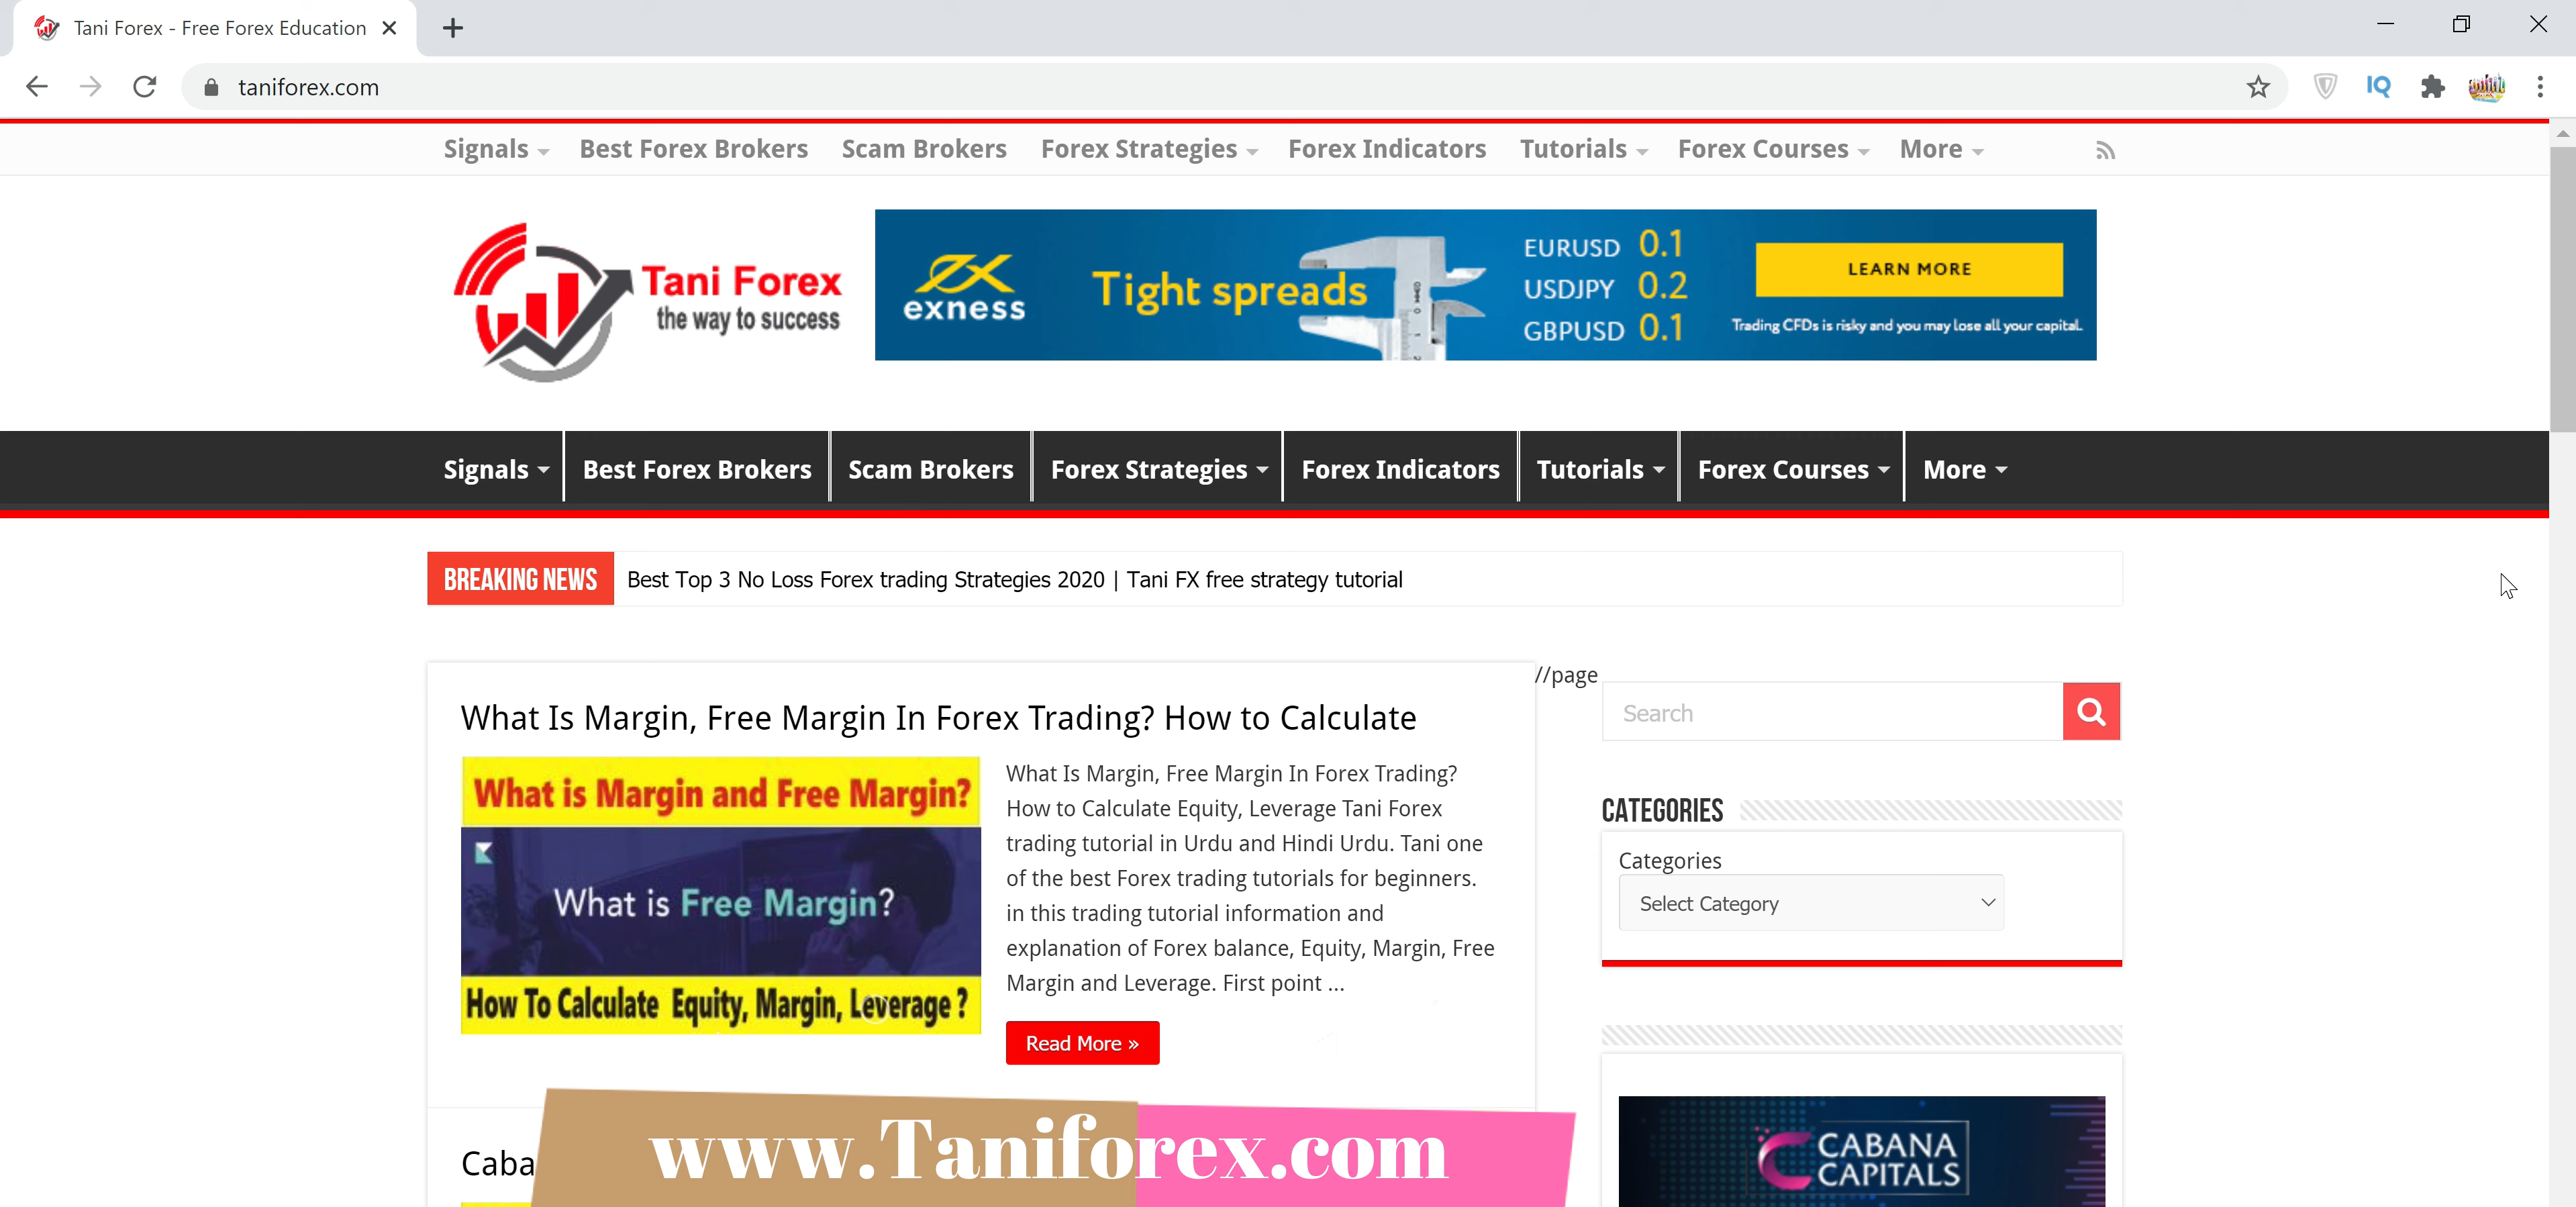 Tani Forex - Free Forex Education
taniforex.com
IQ
Signals Best Forex Brokers Scam Brokers Forex Strategies Forex Indicators Tutorials Forex Courses More
Tani Forex
the way to success
exness
Tight spreads
EURUSD 0.1
USDJPY 0.2
GBPUSD 0.1
LEARN MORE
Trading CFDs is risky and you may lose all your capital.
Signals Best Forex Brokers Scam Brokers Forex Strategies Forex Indicators Tutorials Forex Courses More
BREAKING NEWS Best Top 3 No Loss Forex trading Strategies 2020 | Tani FX free strategy tutorial
//page
What Is Margin, Free Margin In Forex Trading? How to Calculate
What is Margin and Free Margin?
What is Free Margin?
How To Calculate Equity, Margin, Leverage ?
What Is Margin, Free Margin In Forex Trading?
How to Calculate Equity, Leverage Tani Forex
trading tutorial in Urdu and Hindi Urdu. Tani one
of the best Forex trading tutorials for beginners.
in this trading tutorial information and
explanation of Forex balance, Equity, Margin, Free
Margin and Leverage. First point ...
Read More »
Search
CATEGORIES
Categories
Select Category
Caba
www.Taniforex.com
CABANA
CAPITALS